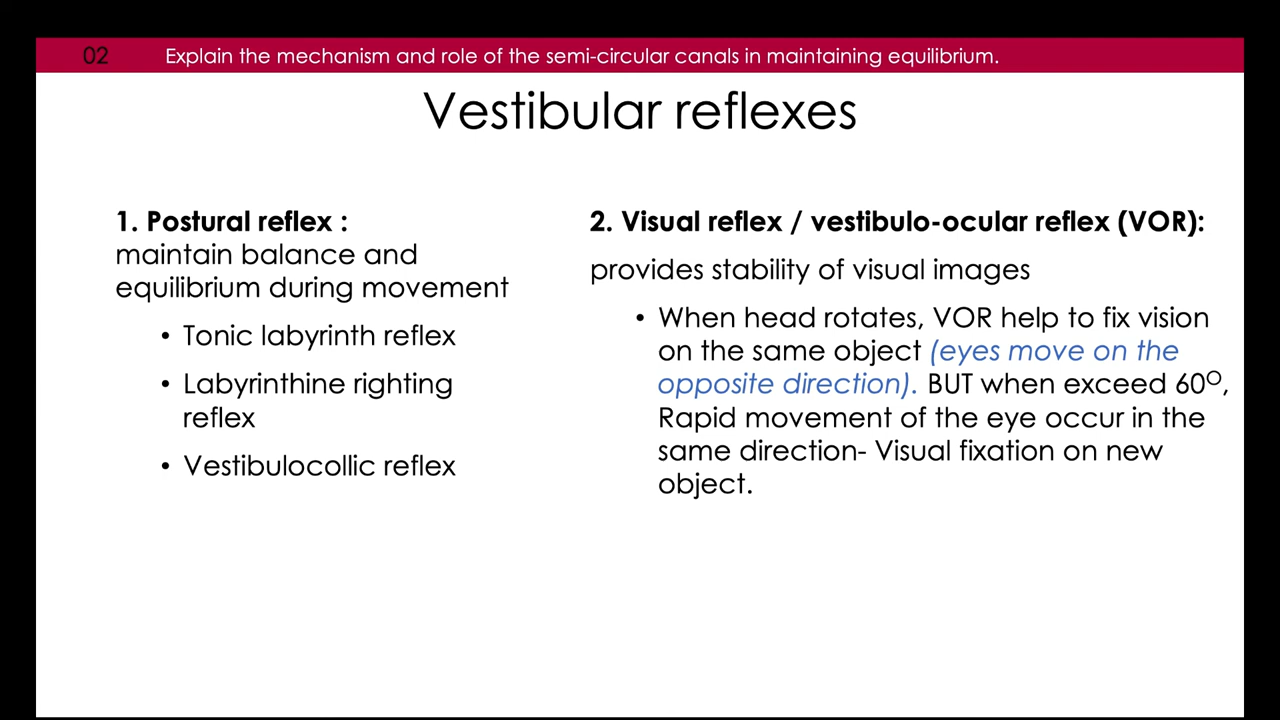 02 Explain the mechanism and role of the semi-circular canals in maintaining equilibrium.
Vestibular reflexes
1. Postural reflex :
maintain balance and
equilibrium during movement
• Tonic labyrinth reflex
• Labyrinthine righting
reflex
• Vestibulocollic reflex
2. Visual reflex / vestibulo-ocular reflex (VOR):
provides stability of visual images
• When head rotates, VOR help to fix vision
on the same object (eyes move on the
opposite direction). BUT when exceed 60°,
Rapid movement of the eye occur in the
same direction- Visual fixation on new
object.